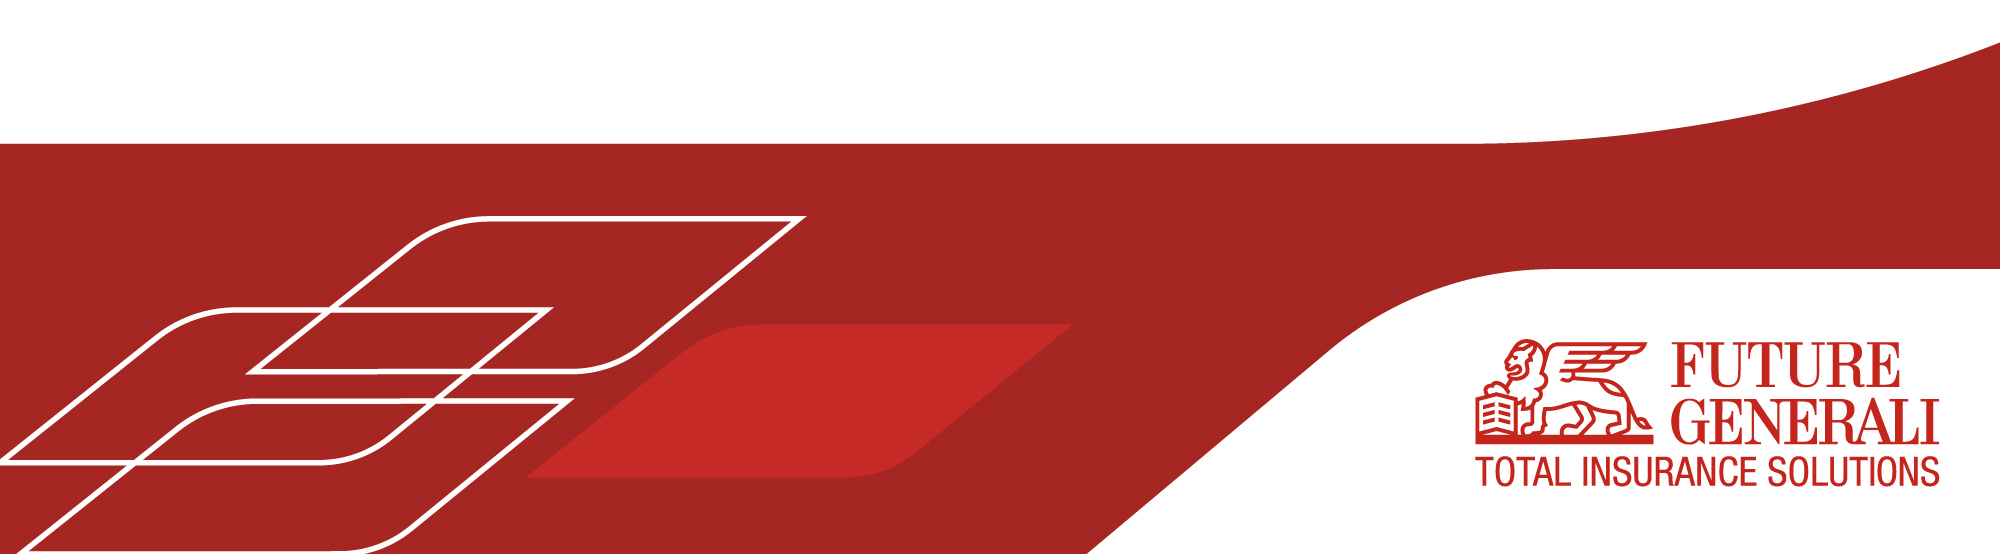 FUTURE
GENERALI
TOTAL INSURANCE SOLUTIONS